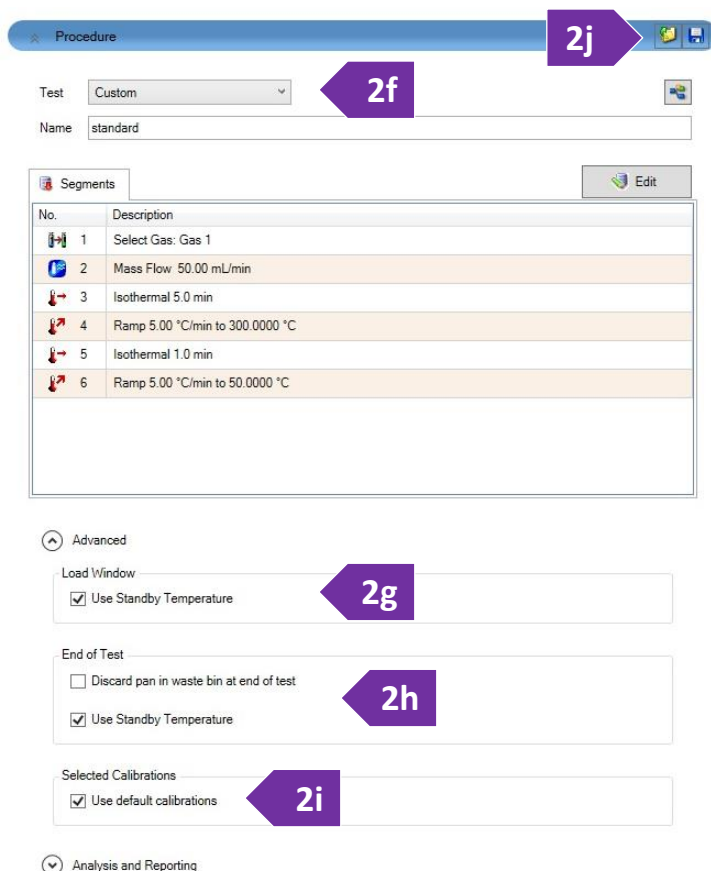 Procedure 2j
Test Custom 2f
Name standard
Segments Edit
No. Description
1 Select Gas: Gas 1
2 Mass Flow 50.00 mL/min
3 Isothermal 5.0 min
4 Ramp 5.00 °C/min to 300.0000 °C
5 Isothermal 1.0 min
6 Ramp 5.00 °C/min to 50.0000 °C
Advanced
Load Window
Use Standby Temperature 2g
End of Test
Discard pan in waste bin at end of test
2h
Use Standby Temperature
Selected Calibrations
Use default calibrations 2i
Analysis and Reporting